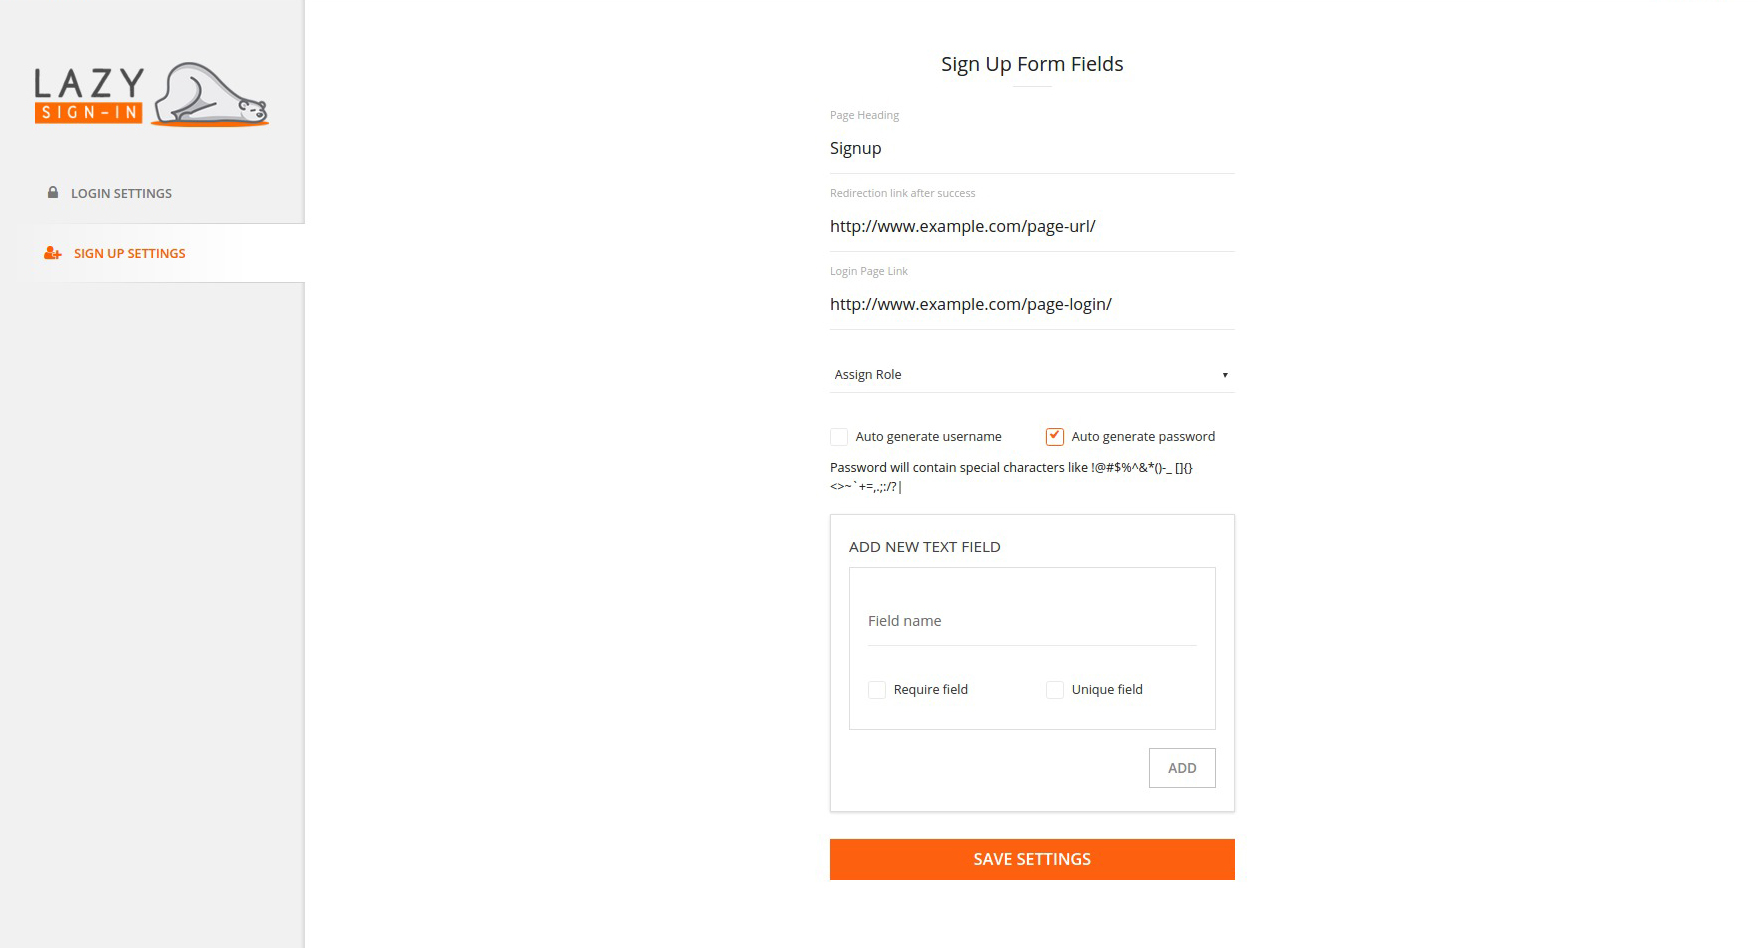 LAZY
SIGN-IN
LOGIN SETTINGS
SIGN UP SETTINGS
Sign Up Form Fields
Page Heading
Signup
Redirection link after success
http://www.example.com/page-url/
Login Page Link
http://www.example.com/page-login/
Assign Role
Auto generate username
Auto generate password
Password will contain special characters like !@#$%^&*()-_ []{}
<>~`+=,.;:/?|
ADD NEW TEXT FIELD
Field name
Require field
Unique field
ADD
SAVE SETTINGS